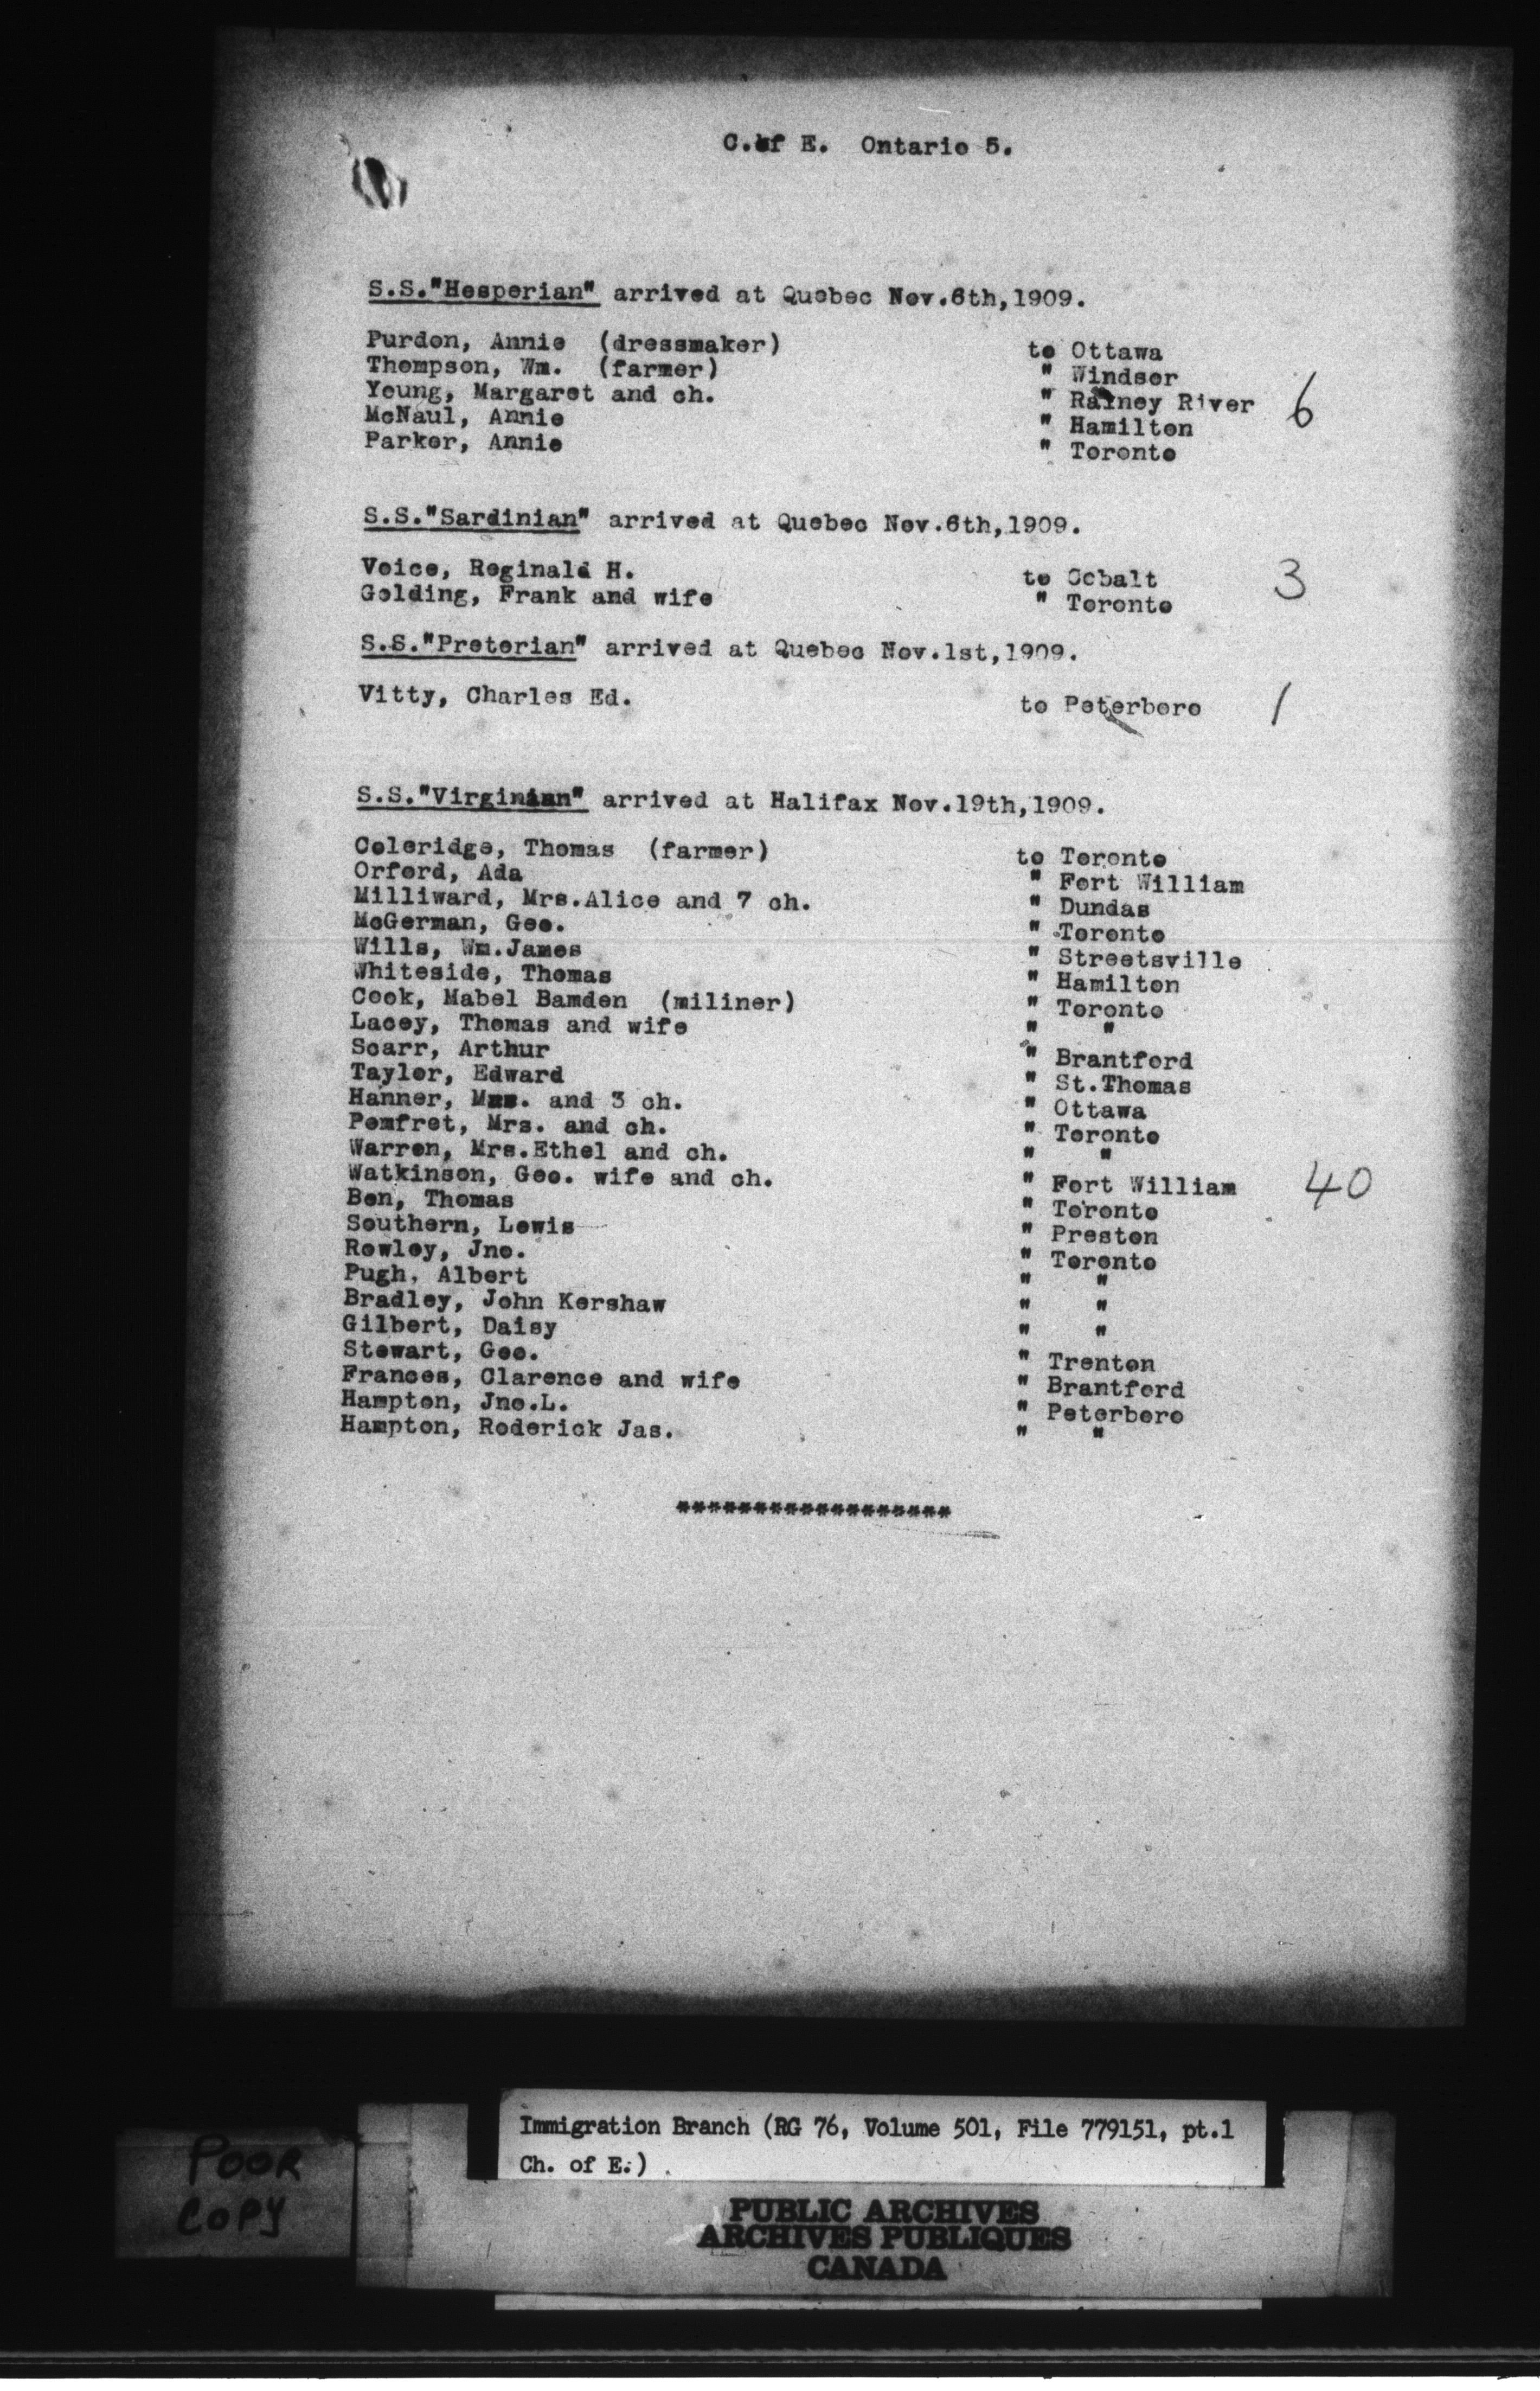 C.of E. Ontario 5.
S.S."Hesperian" arrived at Quebec Nov.6th,1909.
Purdon, Annie (dressmaker) to Ottawa
Thompson, Wm. (farmer) " Windsor
Young, Margaret and ch. " Rainey River 6
McNaul, Annie " Hamilton
Parker, Annie " Toronto
S.S."Sardinian" arrived at Quebec Nov.6th,1909.
Voice, Reginald H. to Cobalt 3
Golding, Frank and wife " Toronto
S.S."Pretorian" arrived at Quebec Nov.1st,1909.
Vitty, Charles Ed. to Peterboro 1
S.S."Virginian" arrived at Halifax Nov.19th,1909.
Coleridge, Thomas (farmer) to Toronto
Orford, Ada " Fort William
Milliward, Mrs.Alice and 7 ch. " Dundas
McGerman, Geo. " Toronto
Wills, Wm.James " Streetsville
Whiteside, Thomas " Hamilton
Cook, Mabel Bamden (miliner) " Toronto
Lacey, Thomas and wife " "
Scarr, Arthur " Brantford
Taylor, Edward " St.Thomas
Hanner, and 3 ch. " Ottawa
Pomfret, Mrs. and ch. " Toronto
Warren, Mrs.Ethel and ch. " "
Watkinson, Geo. wife and ch. " Fort William 40
Ben, Thomas " Toronto
Southern, Lewis " Preston
Rowley, Jno. " Toronto
Pugh, Albert " "
Bradley, John Kershaw " "
Gilbert, Daisy " "
Stewart, Geo. " Trenton
Frances, Clarence and wife " Brantford
Hampton, Jno.L. " Peterboro
Hampton, Roderick Jas. " "
******************
Immigration Branch (RG 76, Volume 501, File 779151, pt.1
Ch. of E.)
POOR
COPY
PUBLIC ARCHIVES
ARCHIVES PUBLIQUES
CANADA